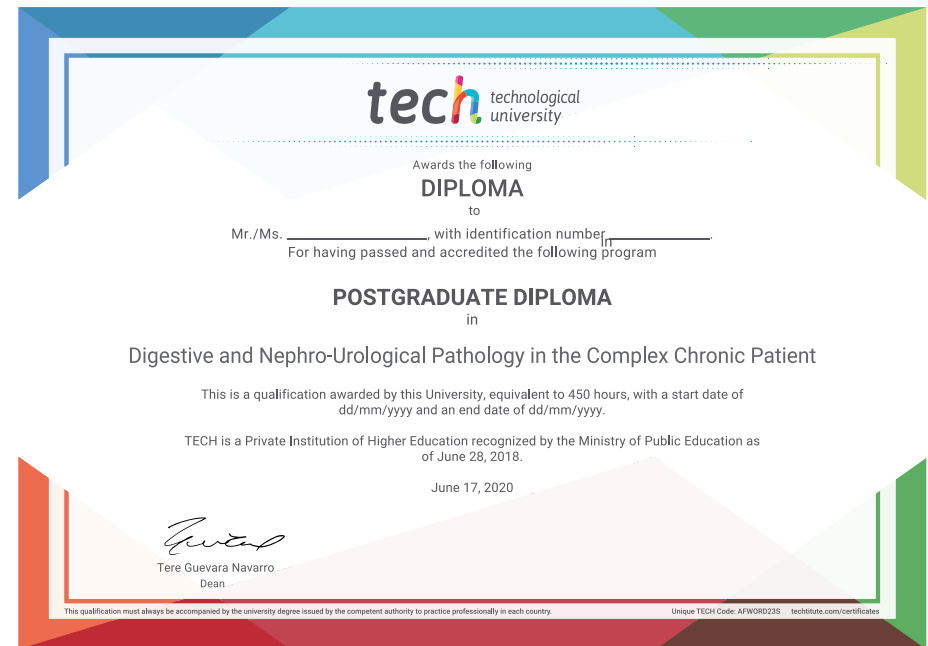 tech technological
university
Awards the following
DIPLOMA
to
Mr./Ms. ____________________, with identification number ______________.
in
For having passed and accredited the following program
POSTGRADUATE DIPLOMA
in
Digestive and Nephro-Urological Pathology in the Complex Chronic Patient
This is a qualification awarded by this University, equivalent to 450 hours, with a start date of
dd/mm/yyyy and an end date of dd/mm/yyyy.
TECH is a Private Institution of Higher Education recognized by the Ministry of Public Education as
of June 28, 2018.
June 17, 2020
Tere Guevara Navarro
Dean
This qualification must always be accompanied by the university degree issued by the competent authority to practice professionally in each country.
Unique TECH Code: AFWORD23S techtitute.com/certificates